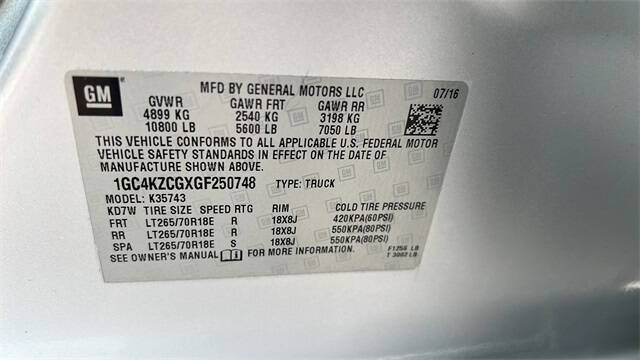 GM
MFD BY GENERAL MOTORS LLC 07/16
GVWR GAWR FRT GAWR RR
4899 KG 2540 KG 3198 KG
10800 LB 5600 LB 7050 LB
THIS VEHICLE CONFORMS TO ALL APPLICABLE U.S. FEDERAL MOTOR
VEHICLE SAFETY STANDARDS IN EFFECT ON THE DATE OF
MANUFACTURE SHOWN ABOVE.
1GC4KZCGXGF250748 TYPE: TRUCK
MODEL: K35743
KD7W TIRE SIZE SPEED RTG RIM COLD TIRE PRESSURE
FRT LT265/70R18E R 18X8J 420KPA(60PSI)
RR LT265/70R18E R 18X8J 550KPA(80PSI)
SPA LT265/70R18E S 18X8J 550KPA(80PSI)
SEE OWNER'S MANUAL FOR MORE INFORMATION.